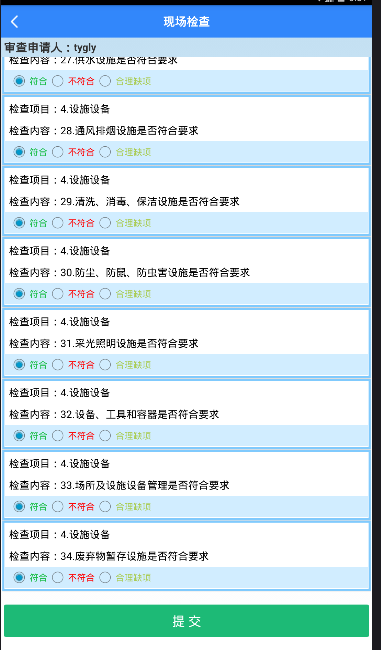 现场检查
审查申请人：tygly
检查内容：27.供水设施是否符合要求
符合 不符合 合理缺项
检查项目：4.设施设备
检查内容：28.通风排烟设施是否符合要求
符合 不符合 合理缺项
检查项目：4.设施设备
检查内容：29.清洗、消毒、保洁设施是否符合要求
符合 不符合 合理缺项
检查项目：4.设施设备
检查内容：30.防尘、防鼠、防虫害设施是否符合要求
符合 不符合 合理缺项
检查项目：4.设施设备
检查内容：31.采光照明设施是否符合要求
符合 不符合 合理缺项
检查项目：4.设施设备
检查内容：32.设备、工具和容器是否符合要求
符合 不符合 合理缺项
检查项目：4.设施设备
检查内容：33.场所及设施设备管理是否符合要求
符合 不符合 合理缺项
检查项目：4.设施设备
检查内容：34.废弃物暂存设施是否符合要求
符合 不符合 合理缺项
提 交